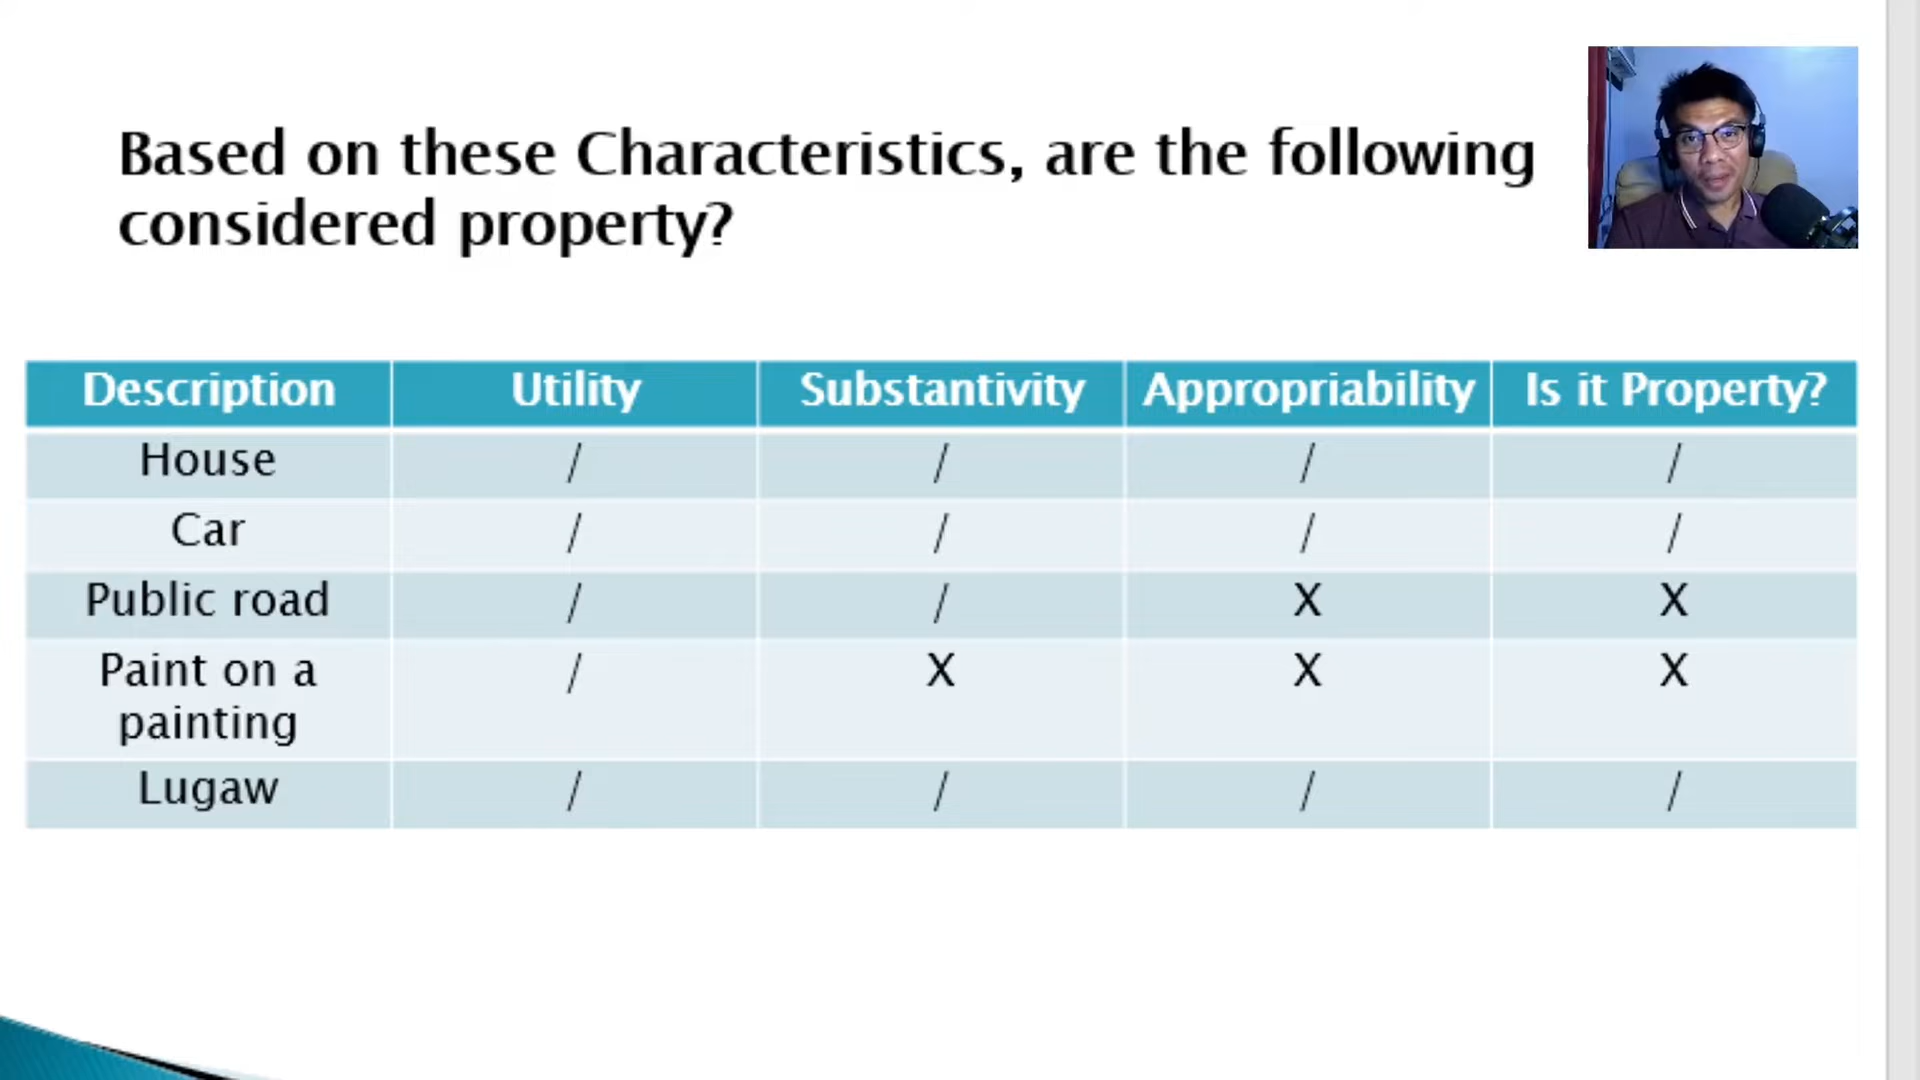 Based on these Characteristics, are the following
considered property?
Description Utility Substantivity Appropriability Is it Property?
House / / / /
Car / / / /
Public road / / X X
Paint on a / X X X
painting
Lugaw / / / /